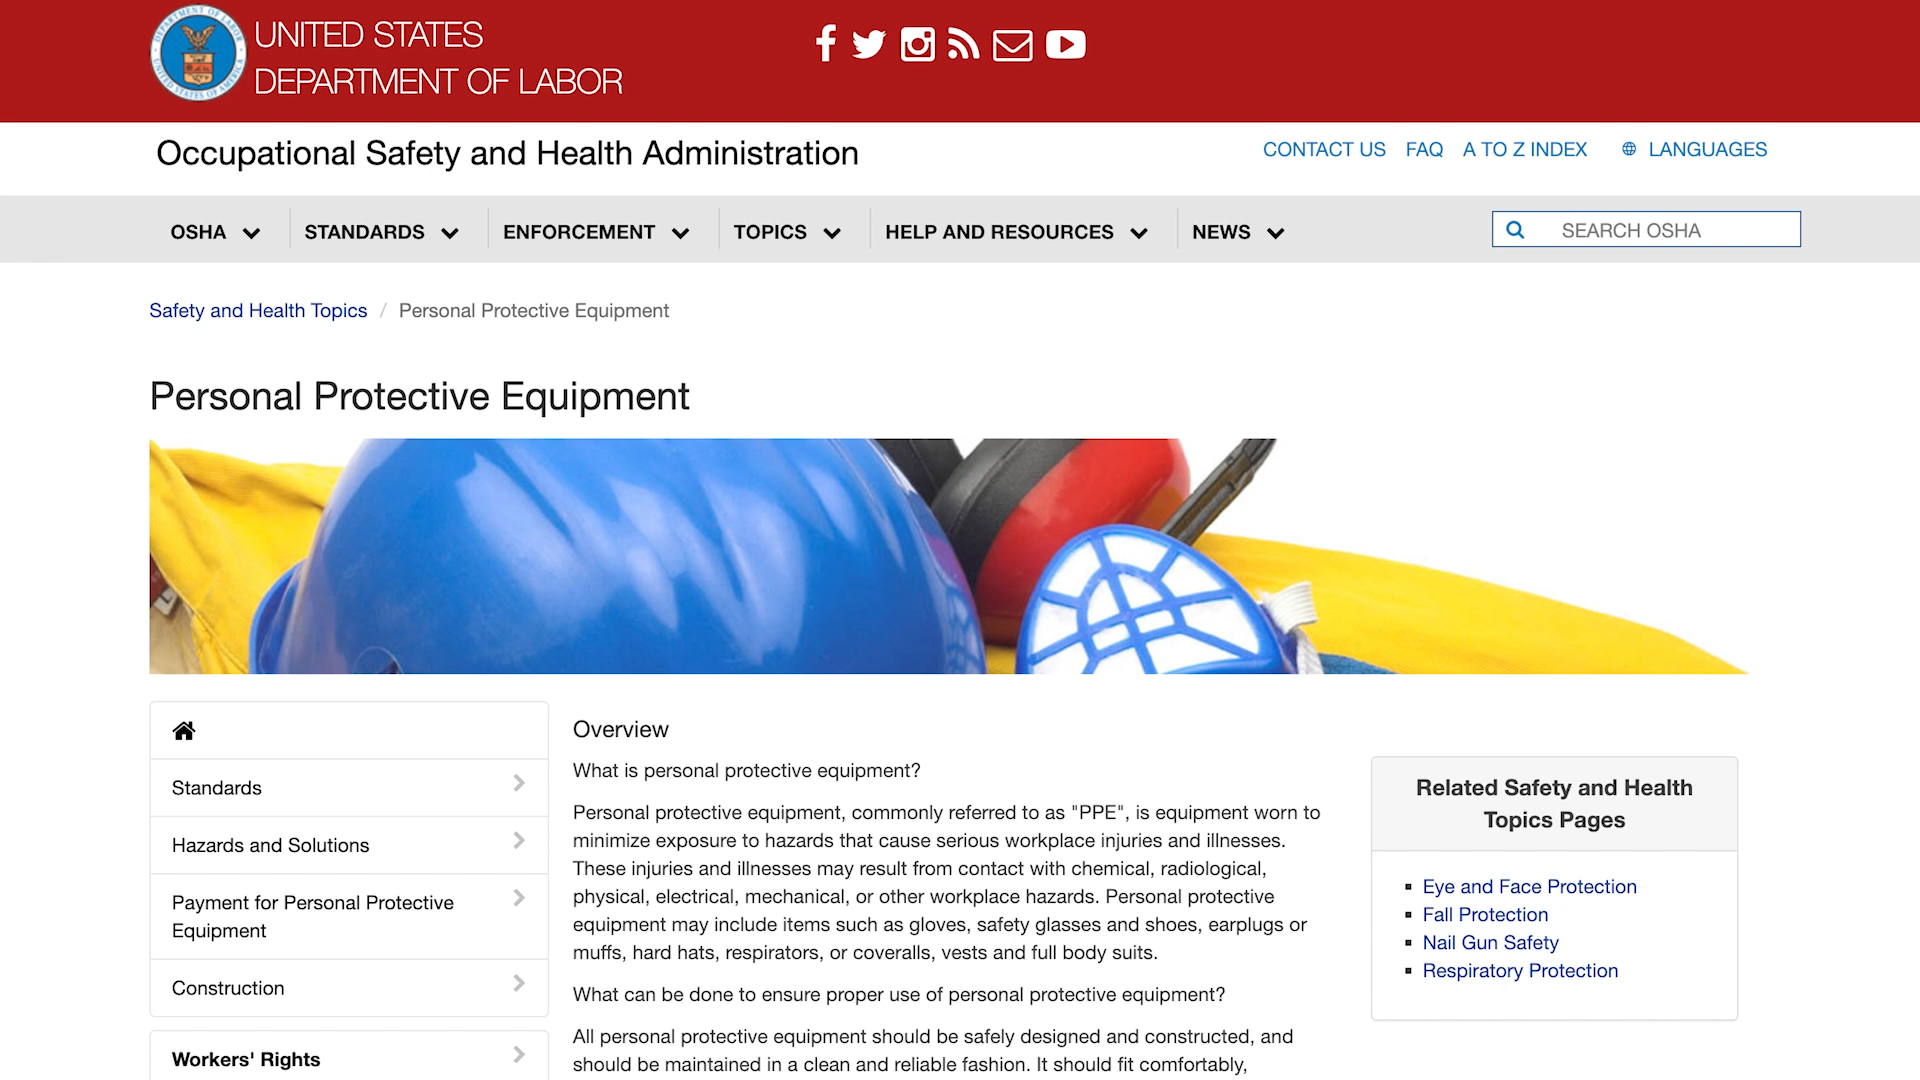 UNITED STATES
DEPARTMENT OF LABOR
Occupational Safety and Health Administration
CONTACT US FAQ A TO Z INDEX LANGUAGES
OSHA STANDARDS ENFORCEMENT TOPICS HELP AND RESOURCES NEWS SEARCH OSHA
Safety and Health Topics / Personal Protective Equipment
Personal Protective Equipment
Standards
Hazards and Solutions
Payment for Personal Protective
Equipment
Construction
Workers' Rights
Overview
What is personal protective equipment?
Personal protective equipment, commonly referred to as "PPE", is equipment worn to
minimize exposure to hazards that cause serious workplace injuries and illnesses.
These injuries and illnesses may result from contact with chemical, radiological,
physical, electrical, mechanical, or other workplace hazards. Personal protective
equipment may include items such as gloves, safety glasses and shoes, earplugs or
muffs, hard hats, respirators, or coveralls, vests and full body suits.
What can be done to ensure proper use of personal protective equipment?
All personal protective equipment should be safely designed and constructed, and
should be maintained in a clean and reliable fashion. It should fit comfortably,
Related Safety and Health
Topics Pages
Eye and Face Protection
Fall Protection
Nail Gun Safety
Respiratory Protection